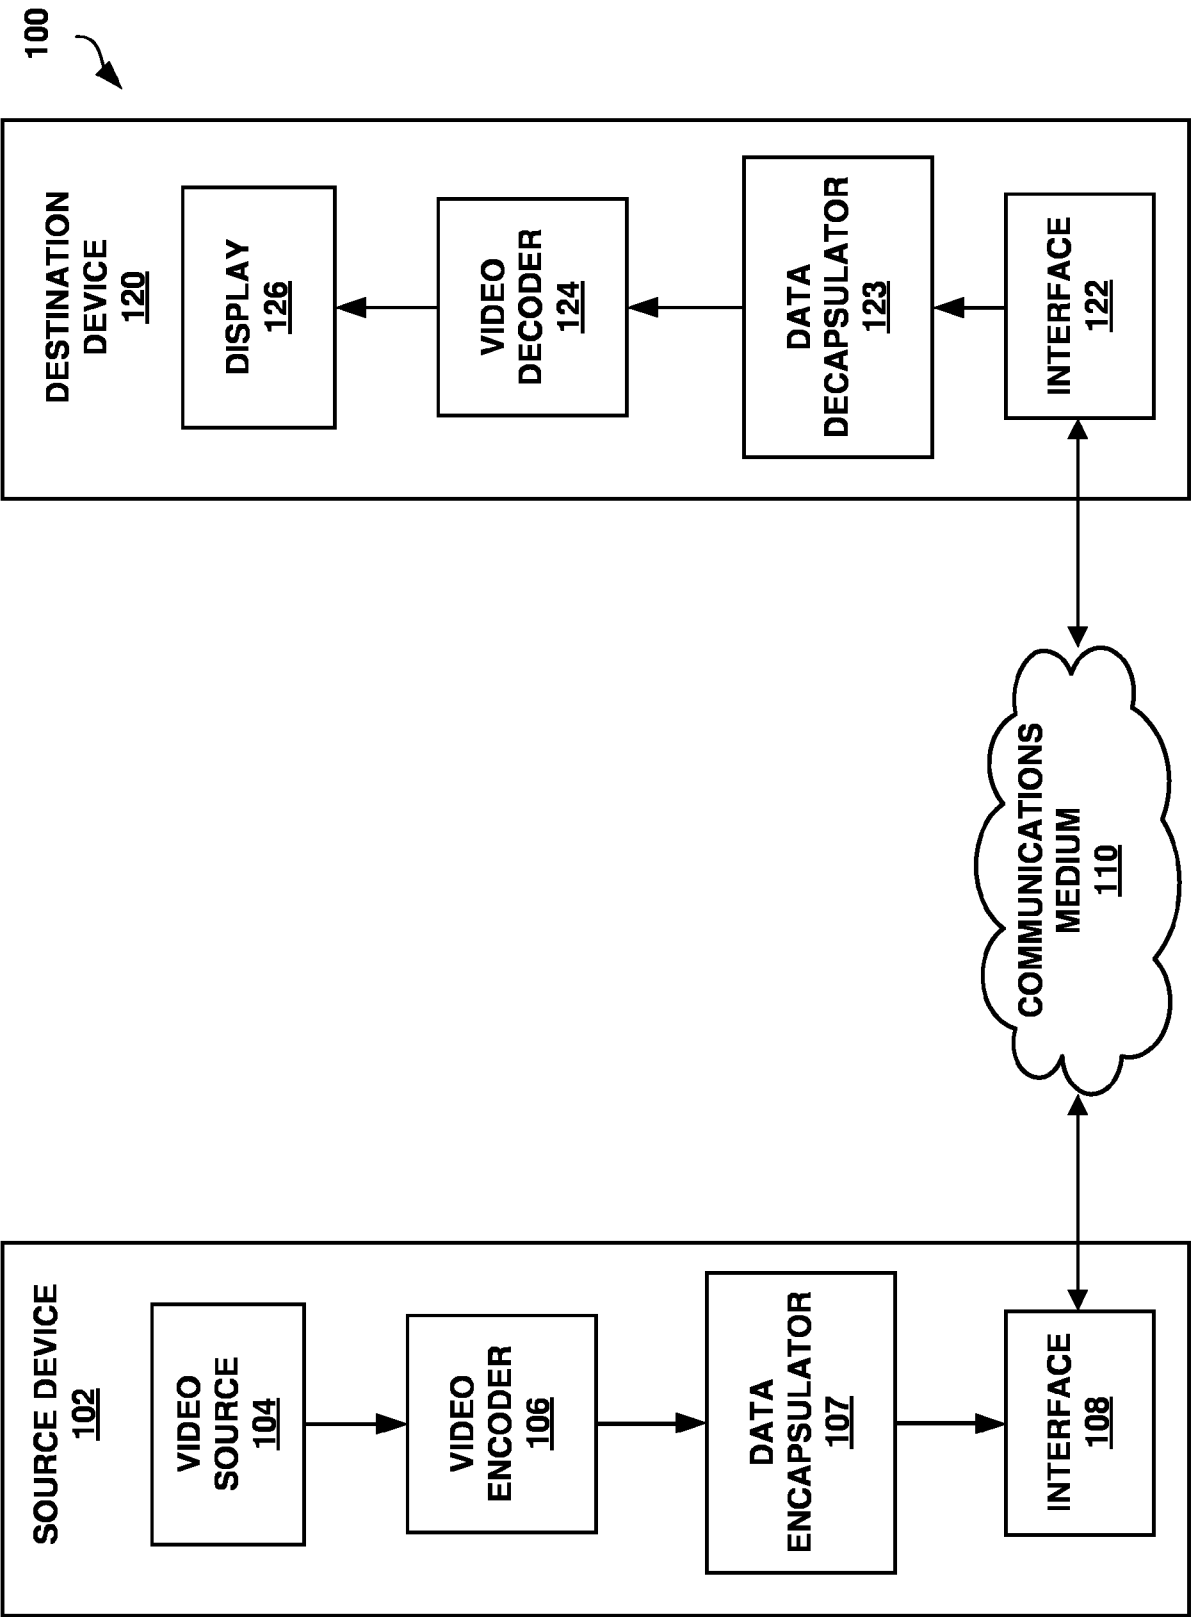 100
SOURCE DEVICE
102
VIDEO
SOURCE
104
VIDEO
ENCODER
106
DATA
ENCAPSULATOR
107
INTERFACE
108
COMMUNICATIONS
MEDIUM
110
DESTINATION
DEVICE
120
DISPLAY
126
VIDEO
DECODER
124
DATA
DECAPSULATOR
123
INTERFACE
122